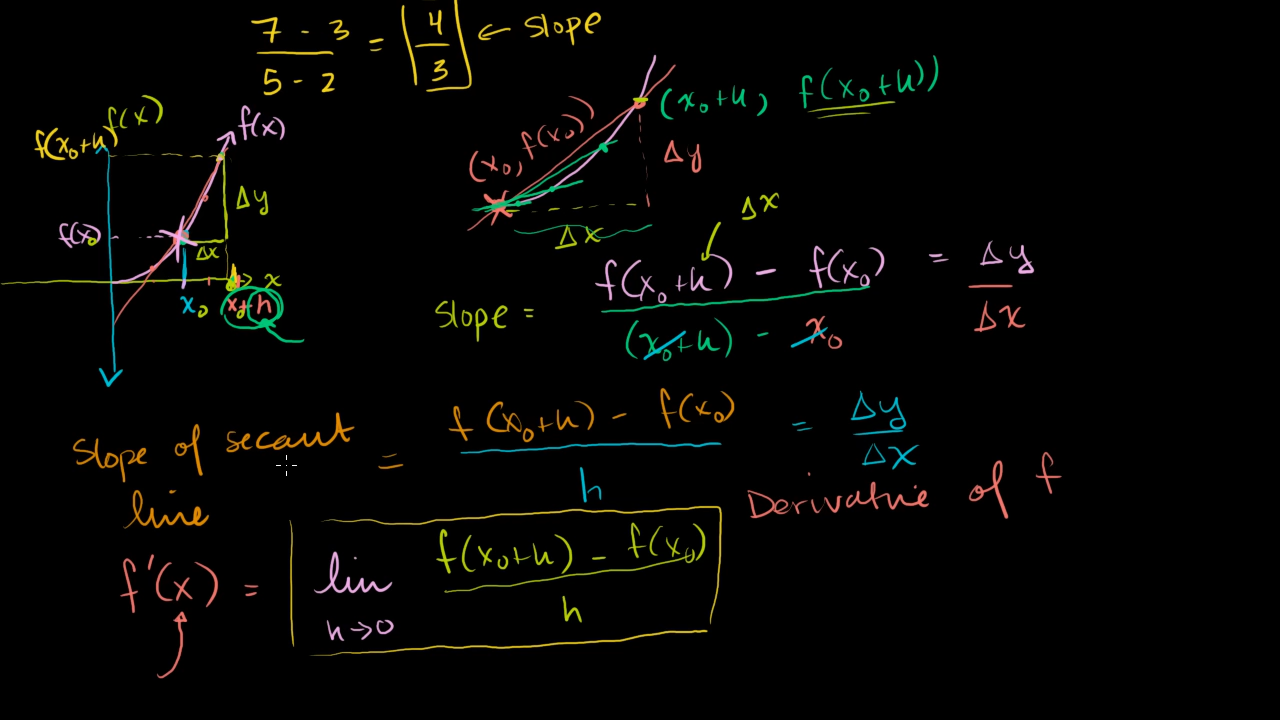 7 - 3
5 - 2
=
4
3
← slope
f(x)
f(x₀+h)
f(x)
f(x₀
Δy
Δx
x
x₀
x₀+h
(x₀, f(x₀))
(x₀+h, f(x₀+h))
Δy
Δx
Δx
Slope =
f(x₀+h) - f(x₀)
(x₀+h) - x₀
=
Δy
Δx
Slope of secant
line
=
f(x₀+h) - f(x₀)
h
=
Δy
Δx
Derivative of f
f'(x) =
lim
h→0
f(x₀+h) - f(x₀)
h